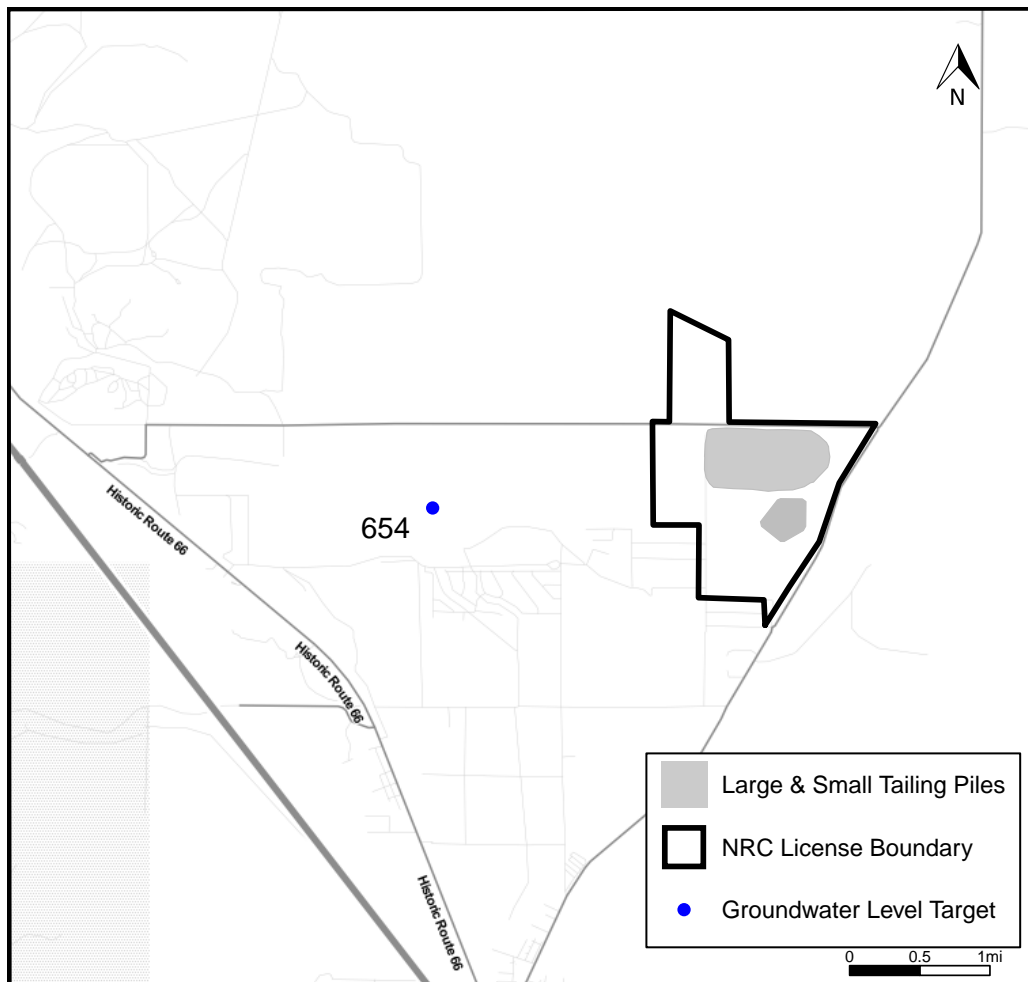 N
654
Historic Route 66
Historic Route 66
Historic Route 66
Large & Small Tailing Piles
NRC License Boundary
Groundwater Level Target
0 0.5 1mi